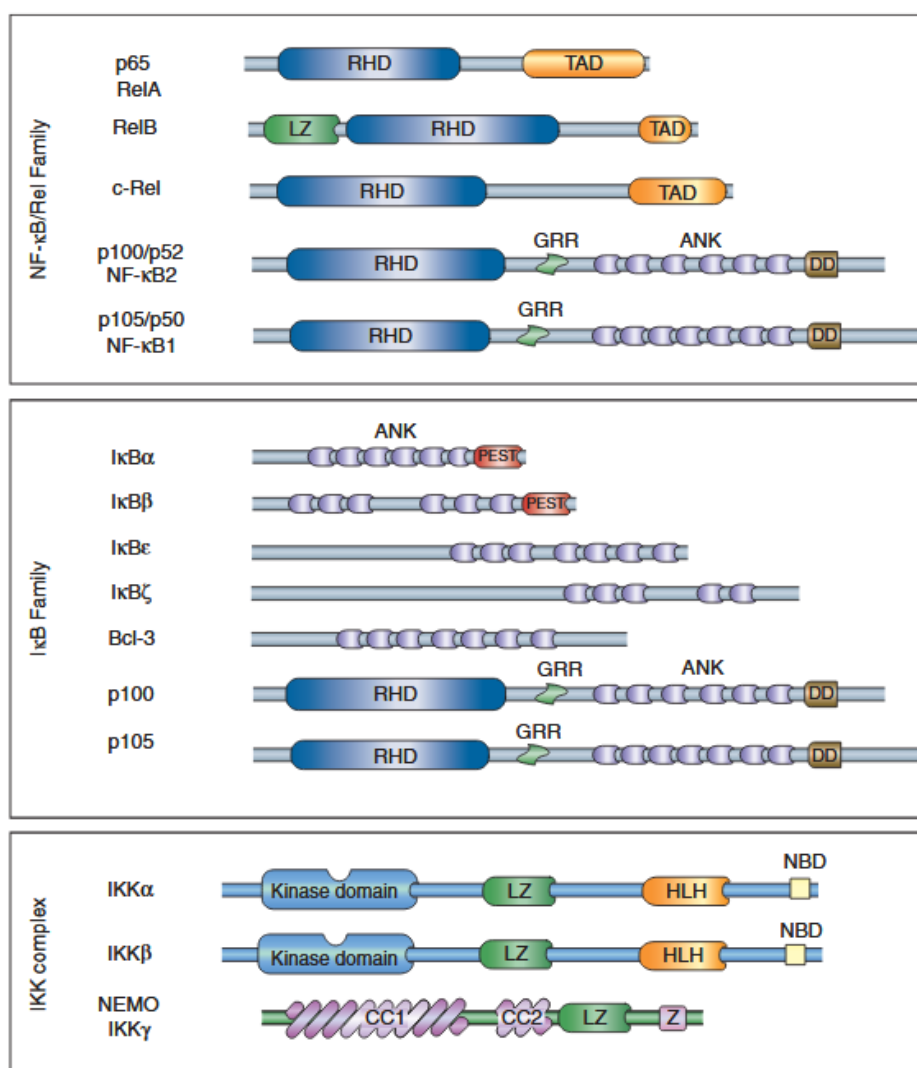 NF-κB/Rel Family
p65
RelA
RHD
TAD
RelB
LZ
RHD
TAD
c-Rel
RHD
TAD
p100/p52
NF-κB2
RHD
GRR
ANK
DD
p105/p50
NF-κB1
RHD
GRR
DD
IκB Family
ANK
IκBα
PEST
IκBβ
PEST
IκBε
IκBζ
Bcl-3
p100
RHD
GRR
ANK
DD
p105
RHD
GRR
DD
IKK complex
IKKα
Kinase domain
LZ
HLH
NBD
IKKβ
Kinase domain
LZ
HLH
NBD
NEMO
IKKγ
CC1
CC2
LZ
Z